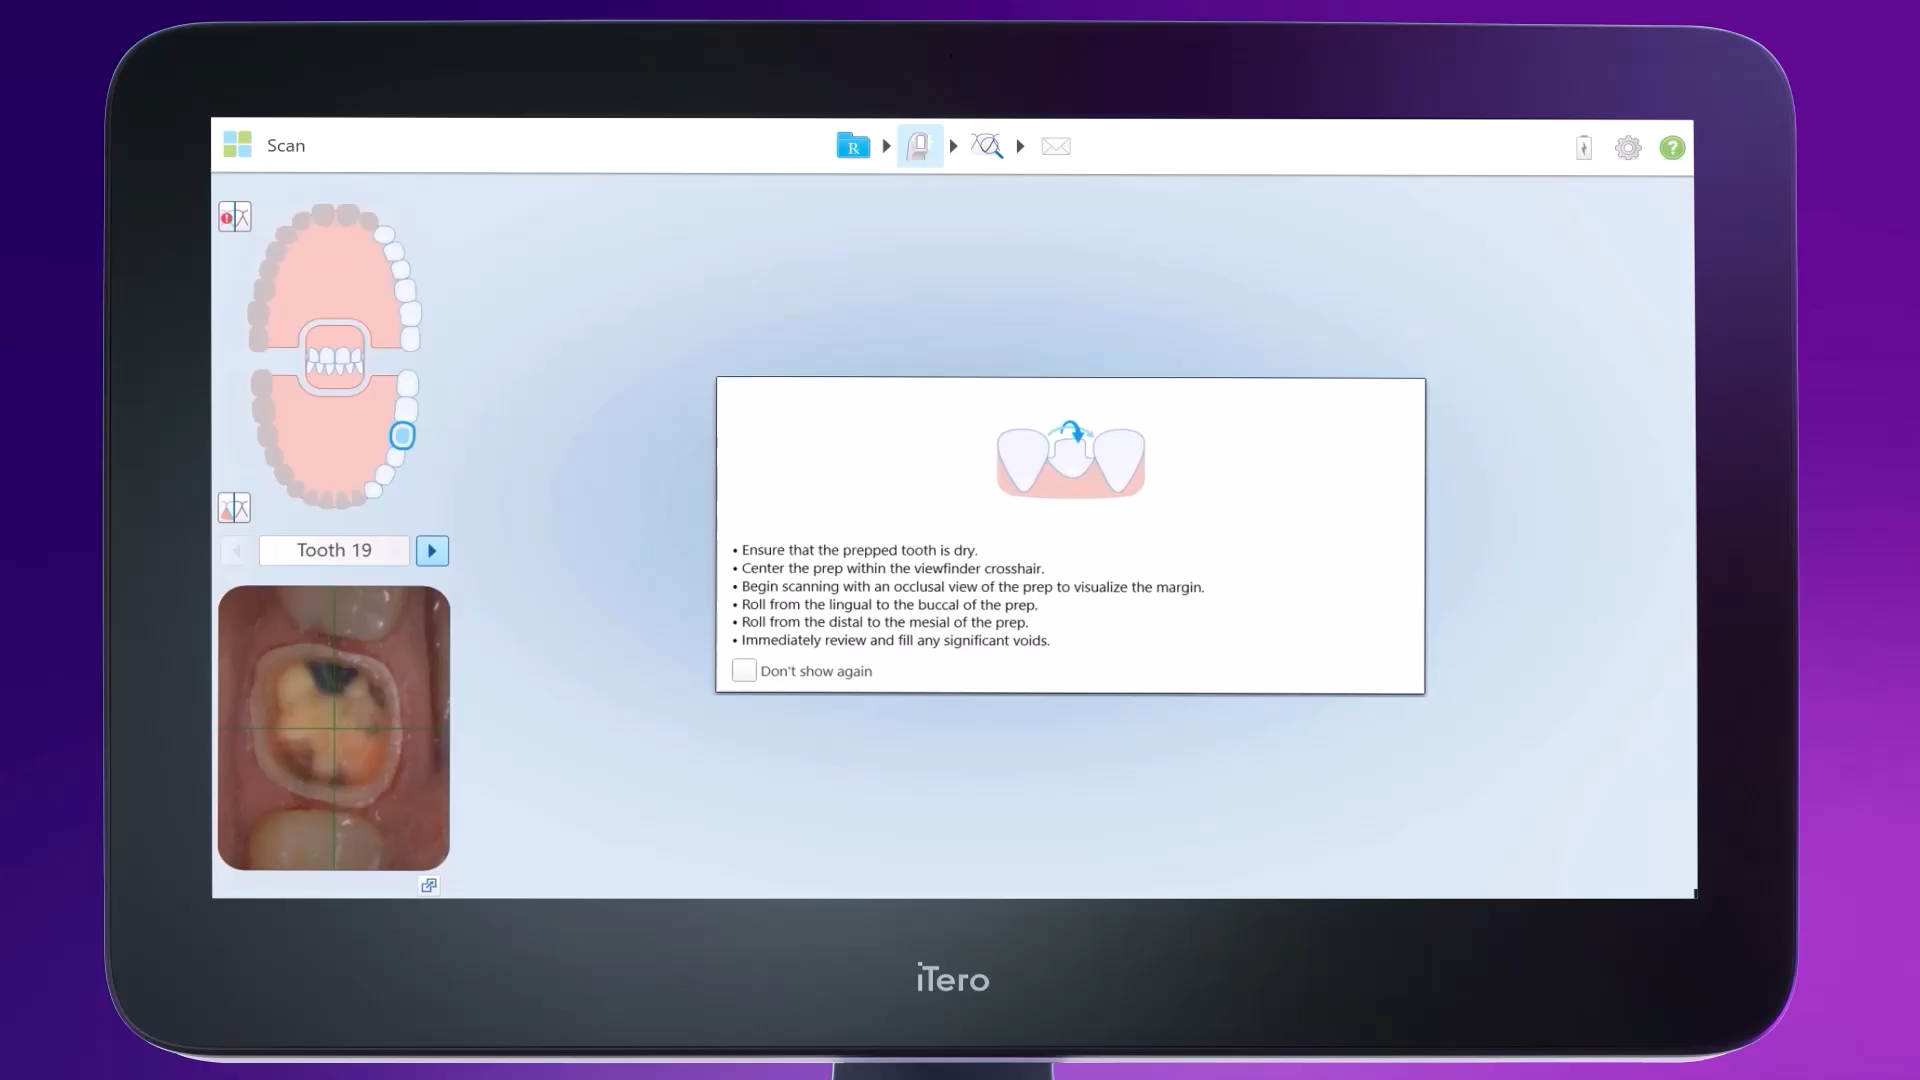 Scan
R
?
Tooth 19
• Ensure that the prepped tooth is dry.
• Center the prep within the viewfinder crosshair.
• Begin scanning with an occlusal view of the prep to visualize the margin.
• Roll from the lingual to the buccal of the prep.
• Roll from the distal to the mesial of the prep.
• Immediately review and fill any significant voids.
Don't show again
iTero